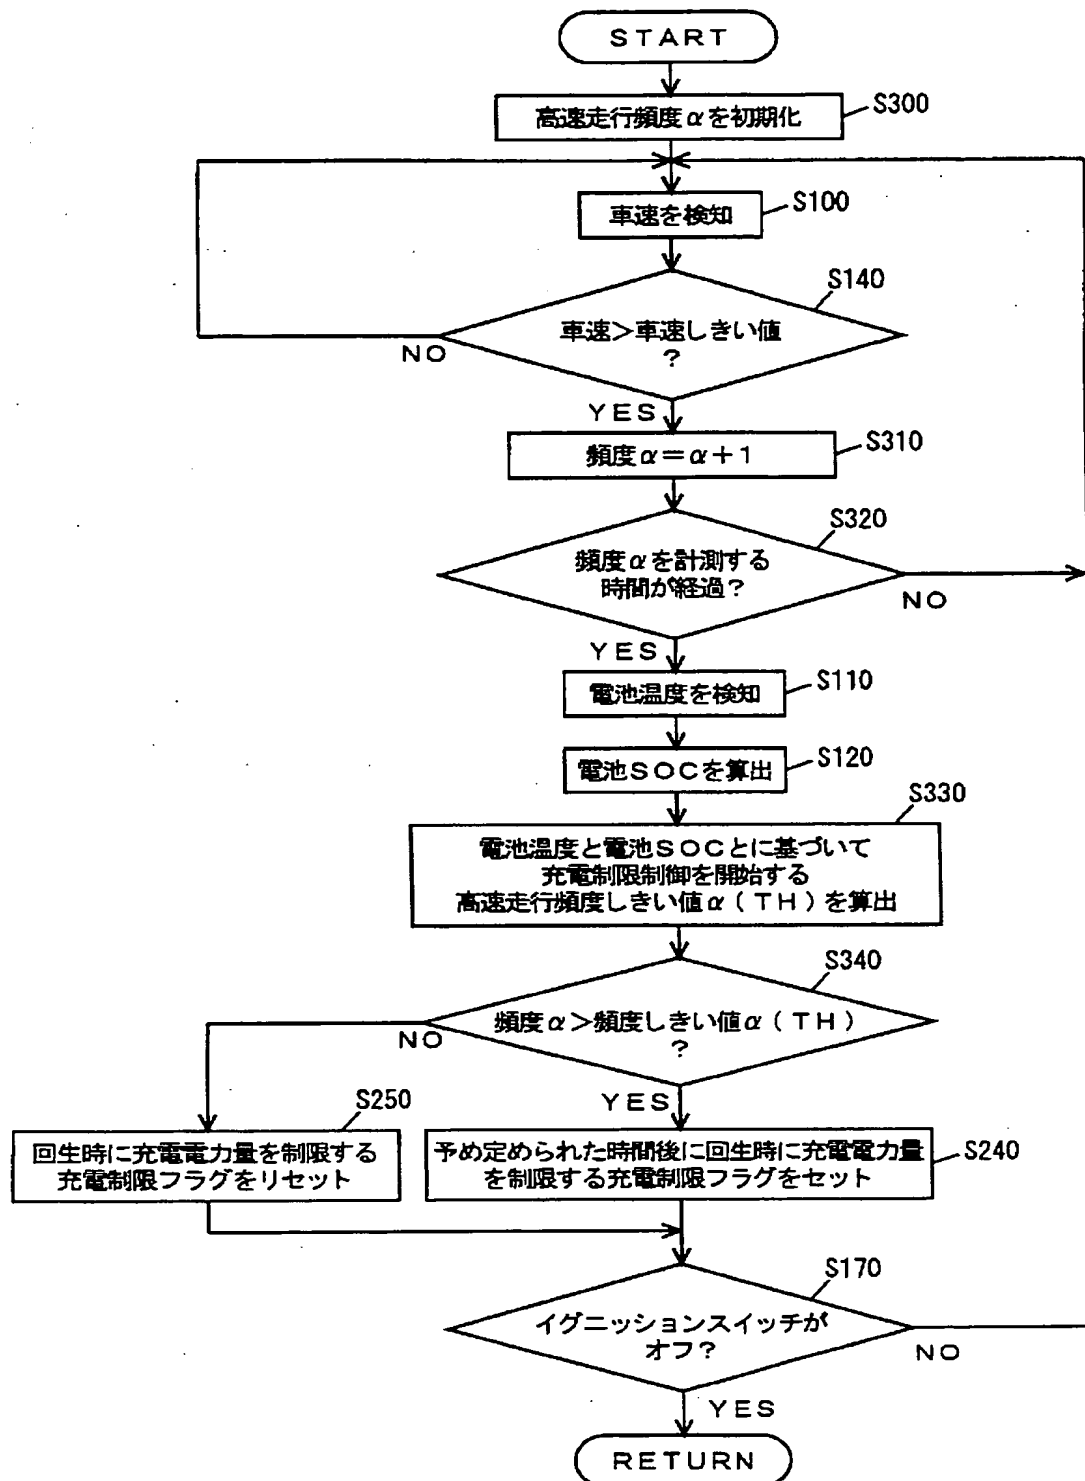 START
高速走行頻度αを初期化
S300
車速を検知
S100
S140
車速＞車速しきい値
？
NO
YES
頻度α＝α＋1
S310
S320
頻度αを計測する
時間が経過？
NO
YES
電池温度を検知
S110
電池SOCを算出
S120
S330
電池温度と電池SOCとに基づいて
充電制限制御を開始する
高速走行頻度しきい値α（TH）を算出
S340
頻度α＞頻度しきい値α（TH）
？
NO
YES
S250
回生時に充電電力量を制限する
充電制限フラグをリセット
予め定められた時間後に回生時に充電電力量
を制限する充電制限フラグをセット
S240
S170
イグニッションスイッチが
オフ？
NO
YES
RETURN